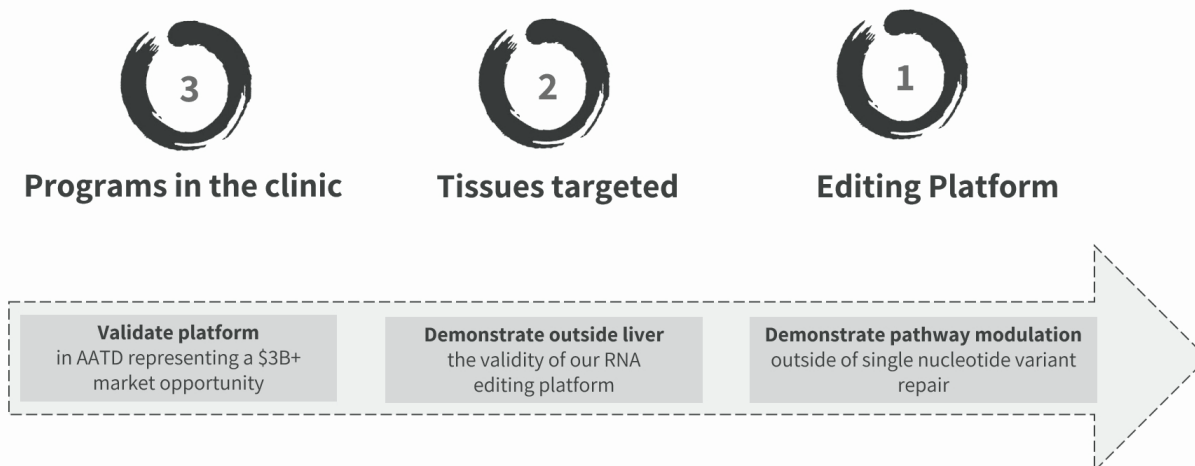 3
Programs in the clinic
2
Tissues targeted
1
Editing Platform
Validate platform
in AATD representing a $3B+
market opportunity
Demonstrate outside liver
the validity of our RNA
editing platform
Demonstrate pathway modulation
outside of single nucleotide variant
repair